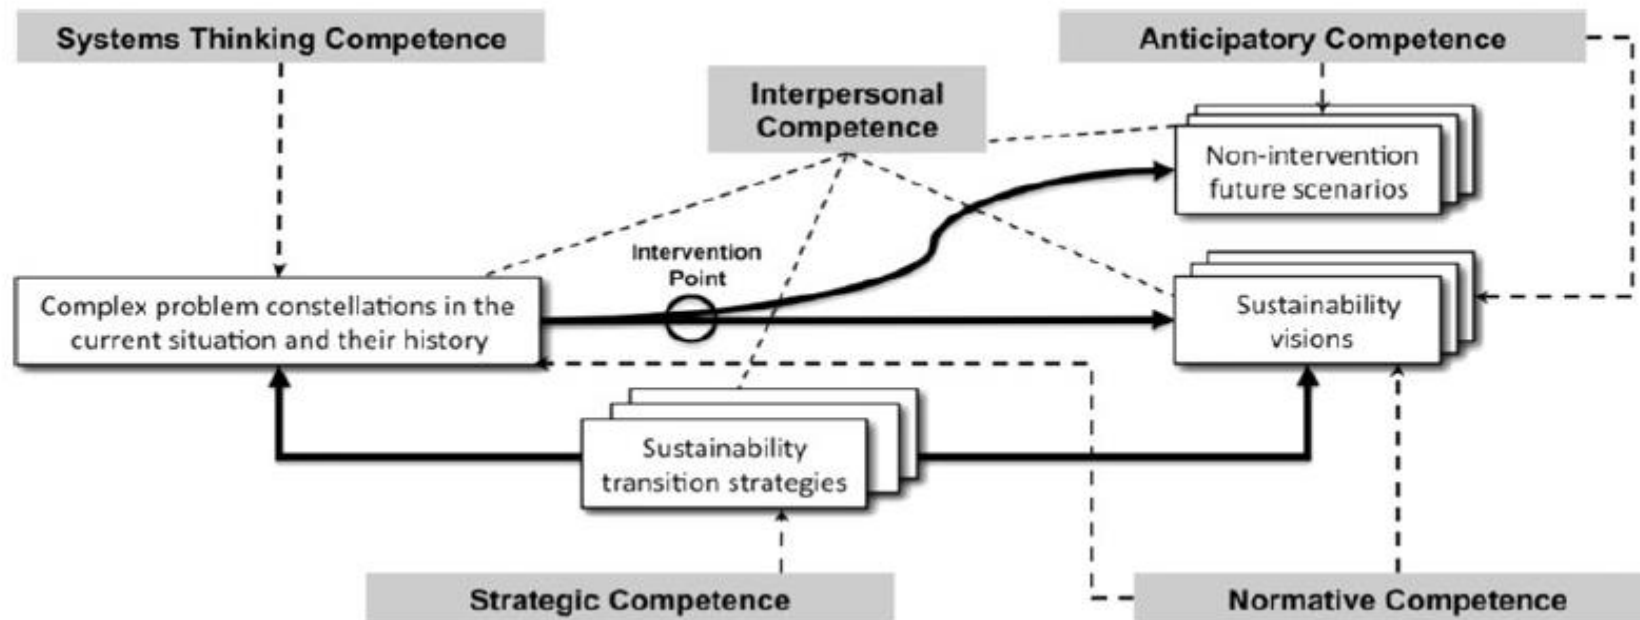 Systems Thinking Competence
Anticipatory Competence
Interpersonal
Competence
Non-intervention
future scenarios
Intervention
Point
Complex problem constellations in the
current situation and their history
Sustainability
visions
Sustainability
transition strategies
Strategic Competence
Normative Competence